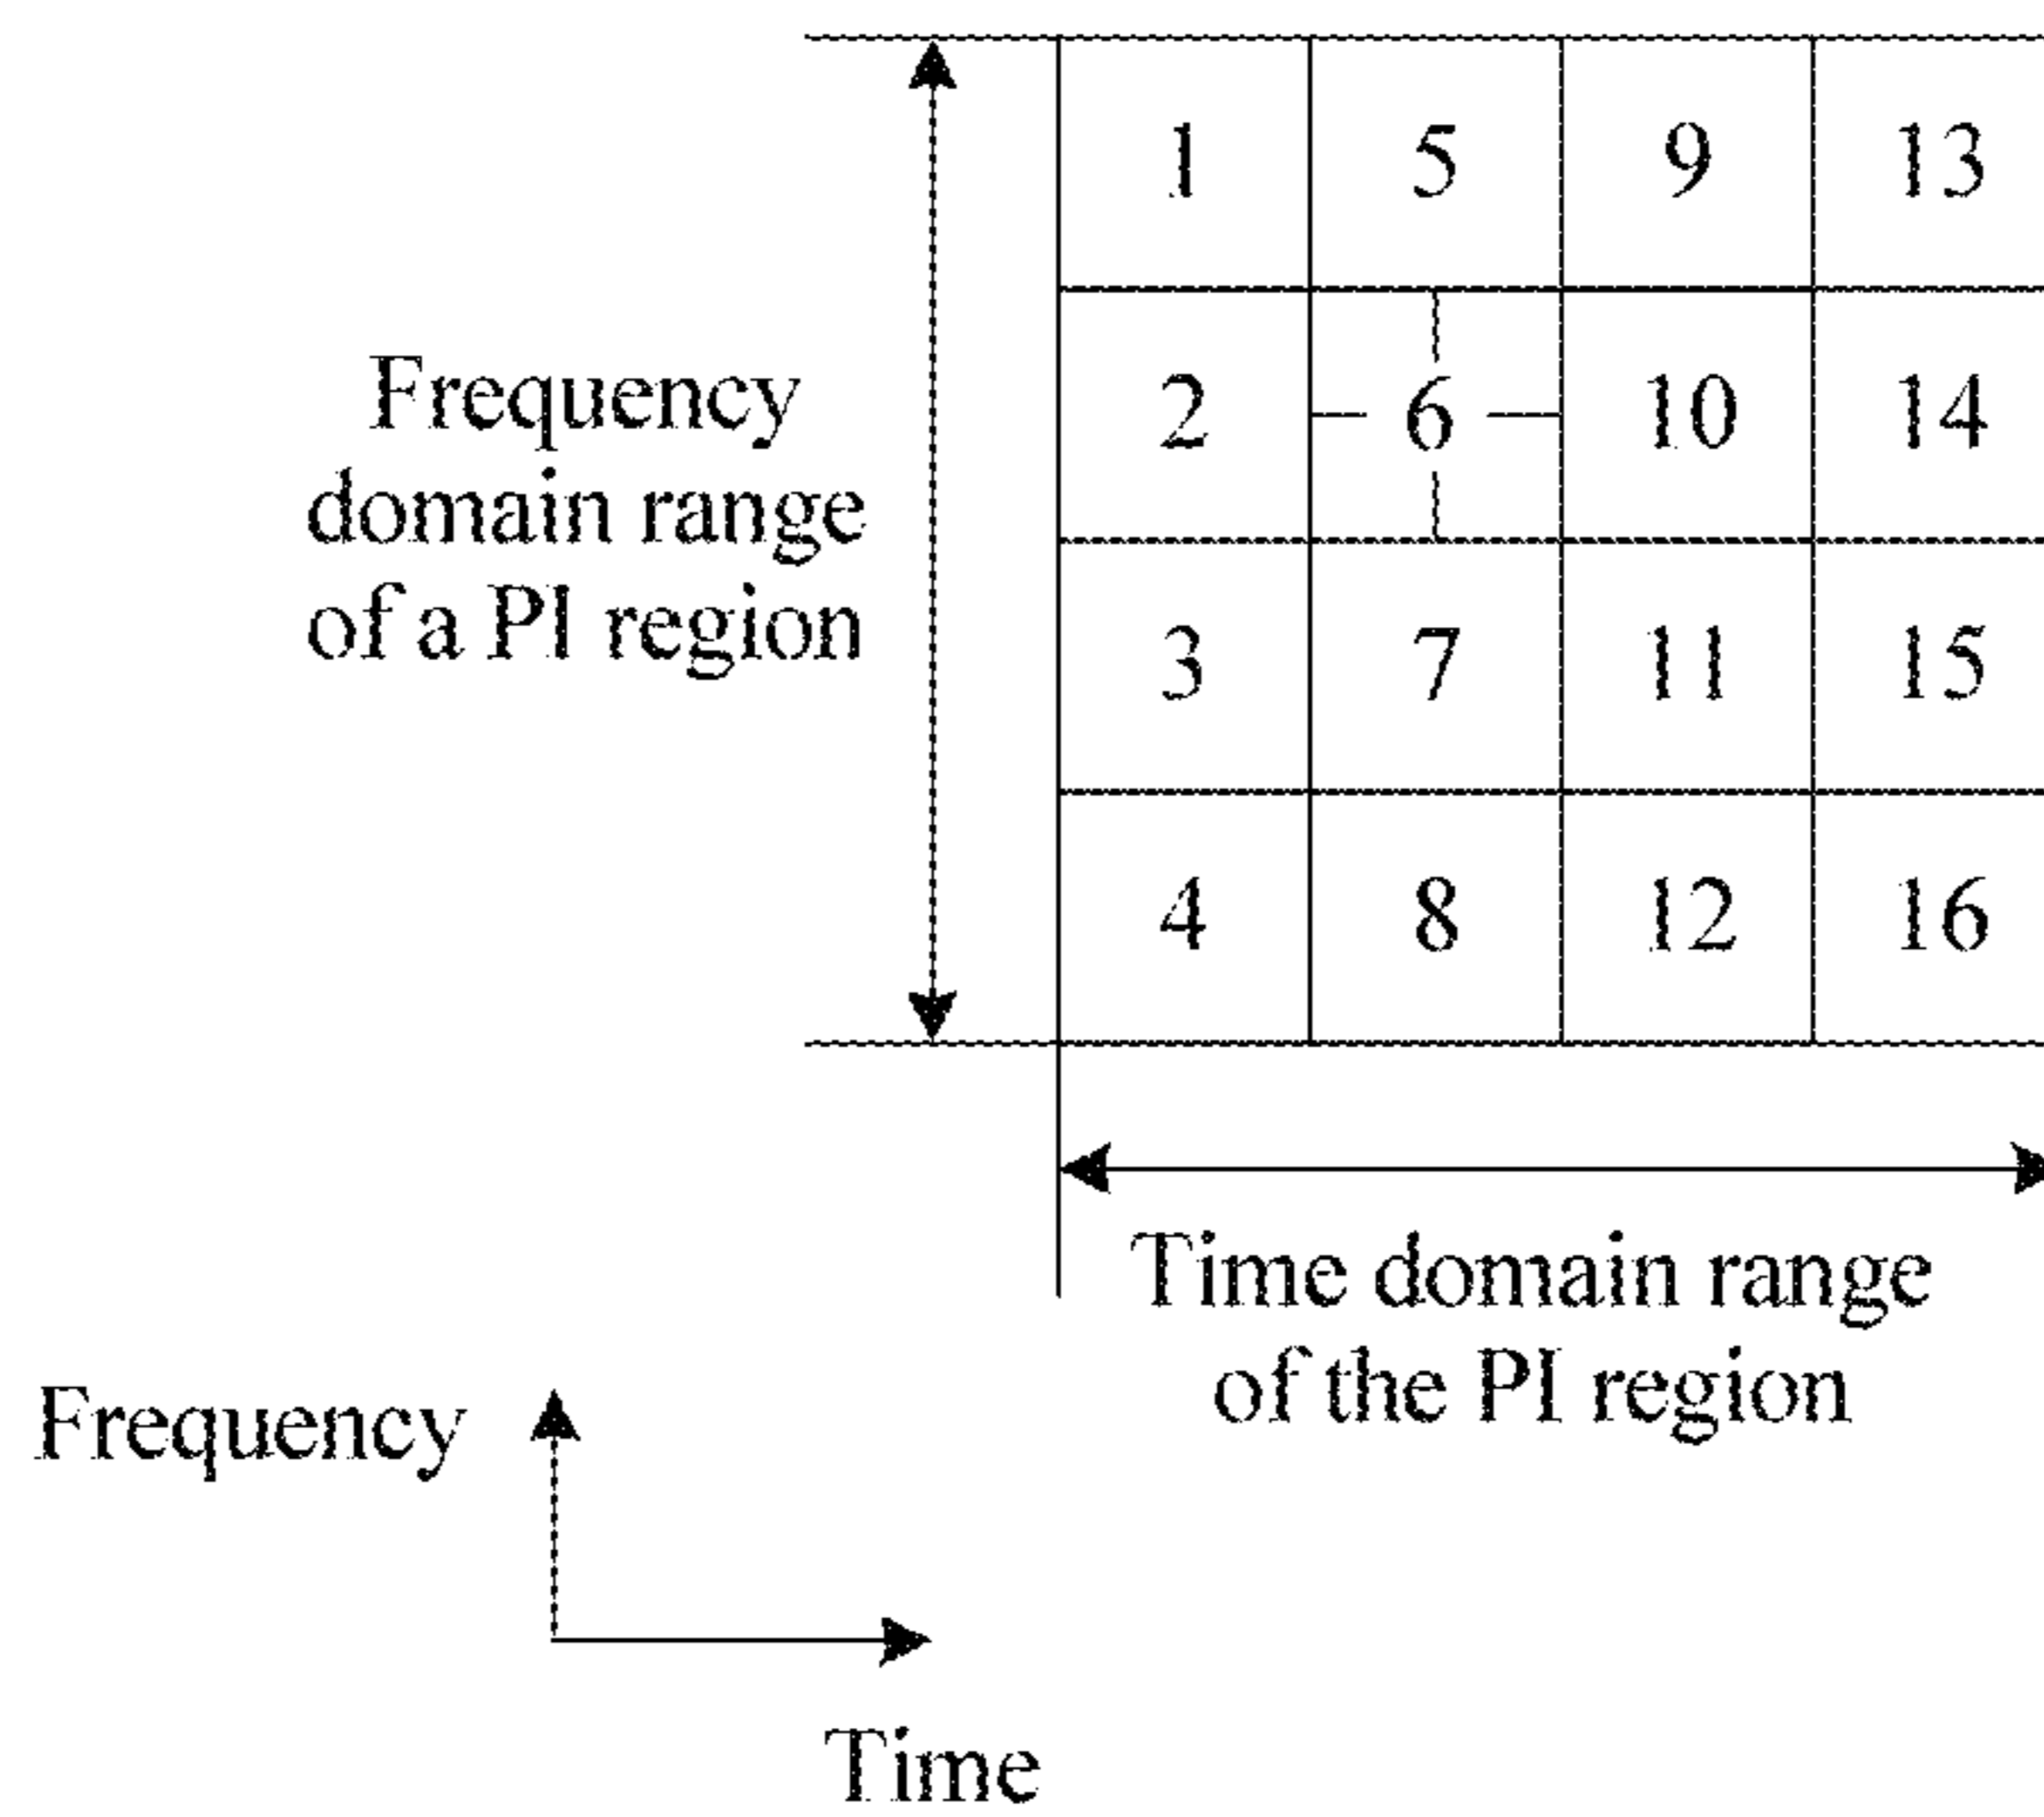 1 5 9 13
2 6 10 14
3 7 11 15
4 8 12 16
Frequency
domain range
of a PI region
Time domain range
of the PI region
Frequency
Time